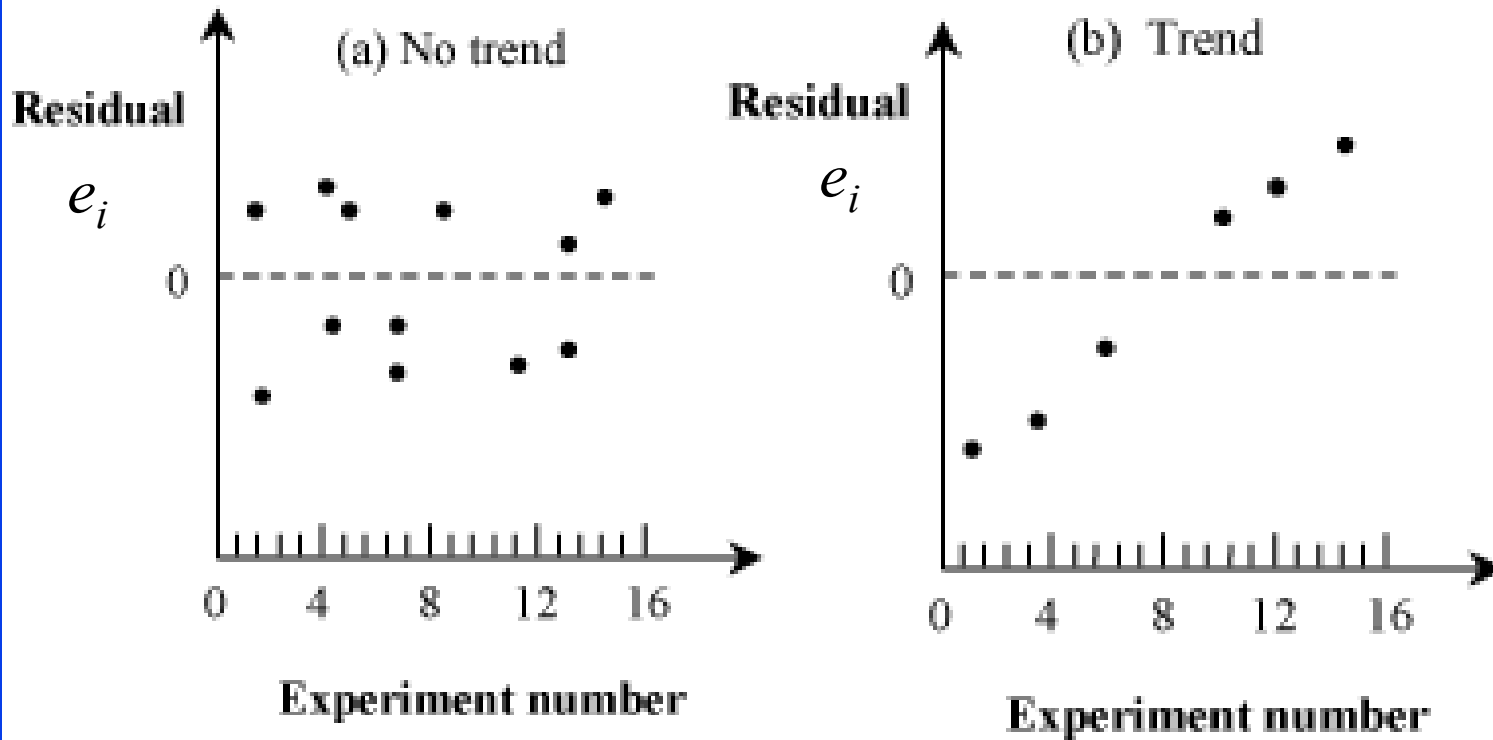 (a) No trend
Residual
e_i
0
0 4 8 12 16
Experiment number
(b) Trend
Residual
e_i
0
0 4 8 12 16
Experiment number